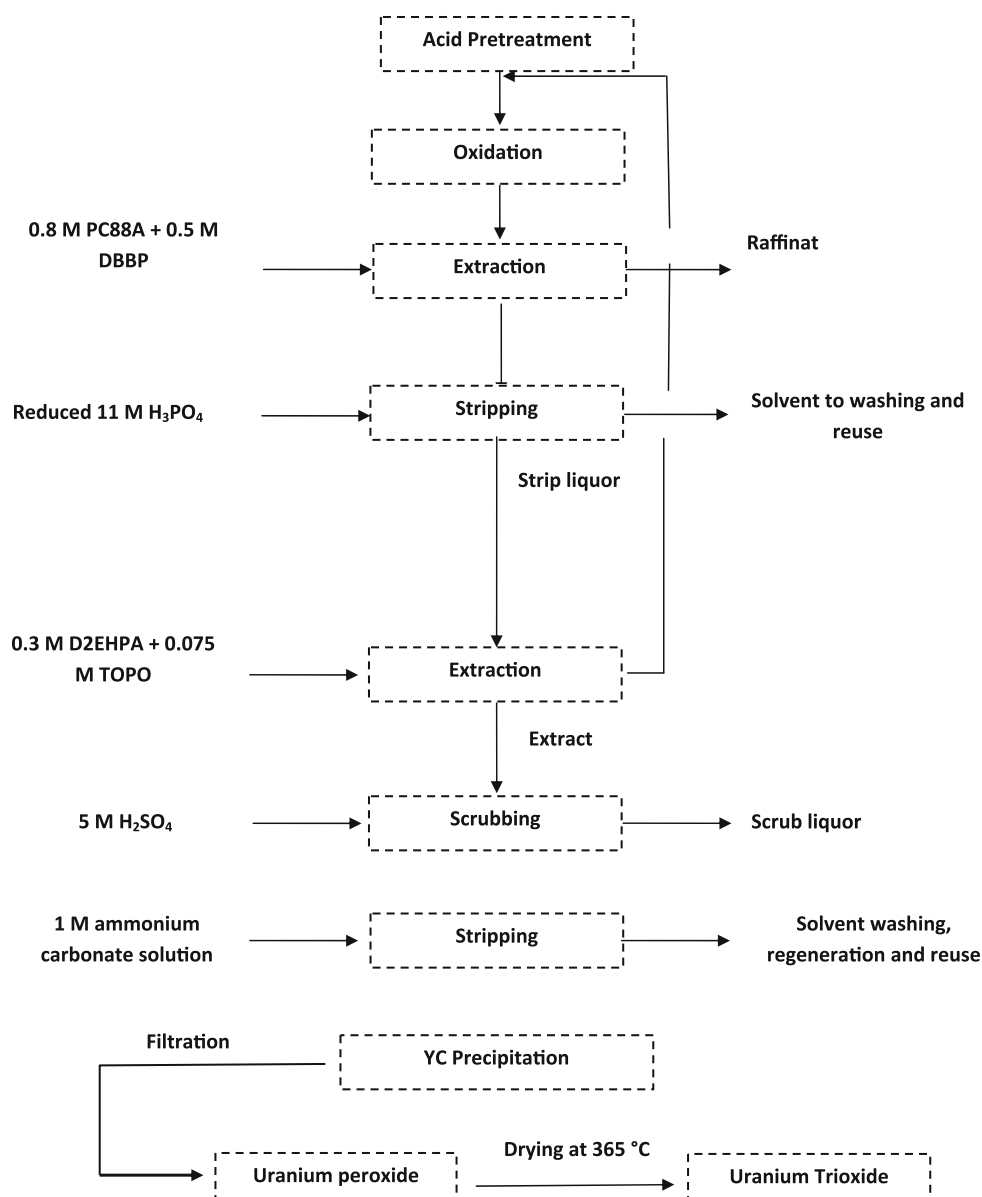 Acid Pretreatment
Oxidation
0.8 M PC88A + 0.5 M
DBBP
Extraction
Raffinat
Reduced 11 M H₃PO₄
Stripping
Solvent to washing and
reuse
Strip liquor
0.3 M D2EHPA + 0.075
M TOPO
Extraction
Extract
5 M H₂SO₄
Scrubbing
Scrub liquor
1 M ammonium
carbonate solution
Stripping
Solvent washing,
regeneration and reuse
Filtration
YC Precipitation
Uranium peroxide
Drying at 365 °C
Uranium Trioxide